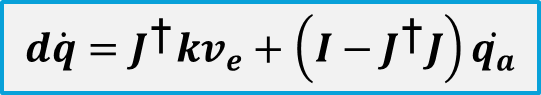 dq̇ = J†kvₑ + (I − J†J) q̇ₐ